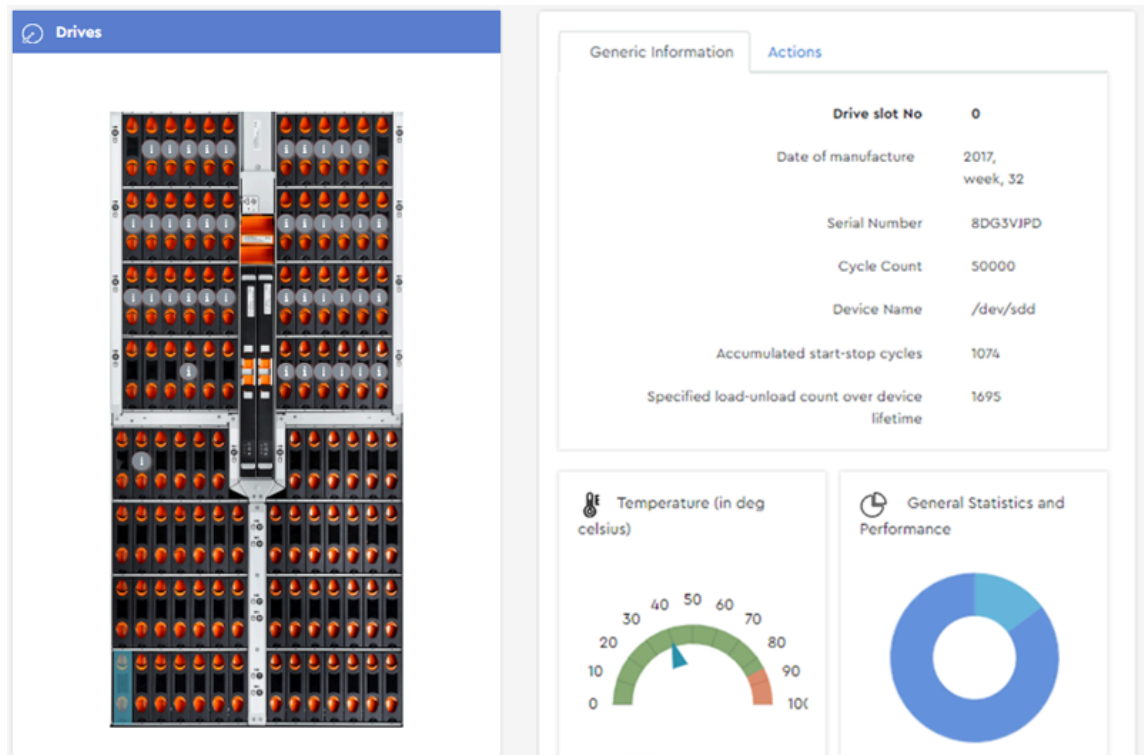 Drives
Generic Information
Actions
Drive slot No 0
Date of manufacture 2017,
week, 32
Serial Number 8DG3VJPD
Cycle Count 50000
Device Name /dev/sdd
Accumulated start-stop cycles 1074
Specified load-unload count over device 1695
lifetime
Temperature (in deg
celsius)
0
10
20
30
40
50
60
70
80
90
10(
General Statistics and
Performance